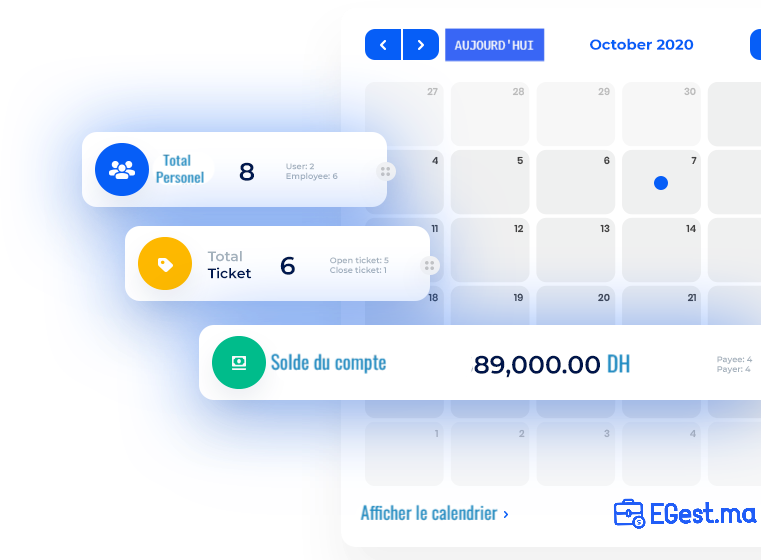 AUJOURD'HUI
October 2020
27 28 29 30
Total
Personel
8
User: 2
Employee: 6
4 5 6 7
11 12 13 14
Total
Ticket
6
Open ticket: 5
Close ticket: 1
18 19 20 21
Solde du compte
89,000.00 DH
Payee: 4
Payer: 4
1 2 3 4
Afficher le calendrier
EGest.ma